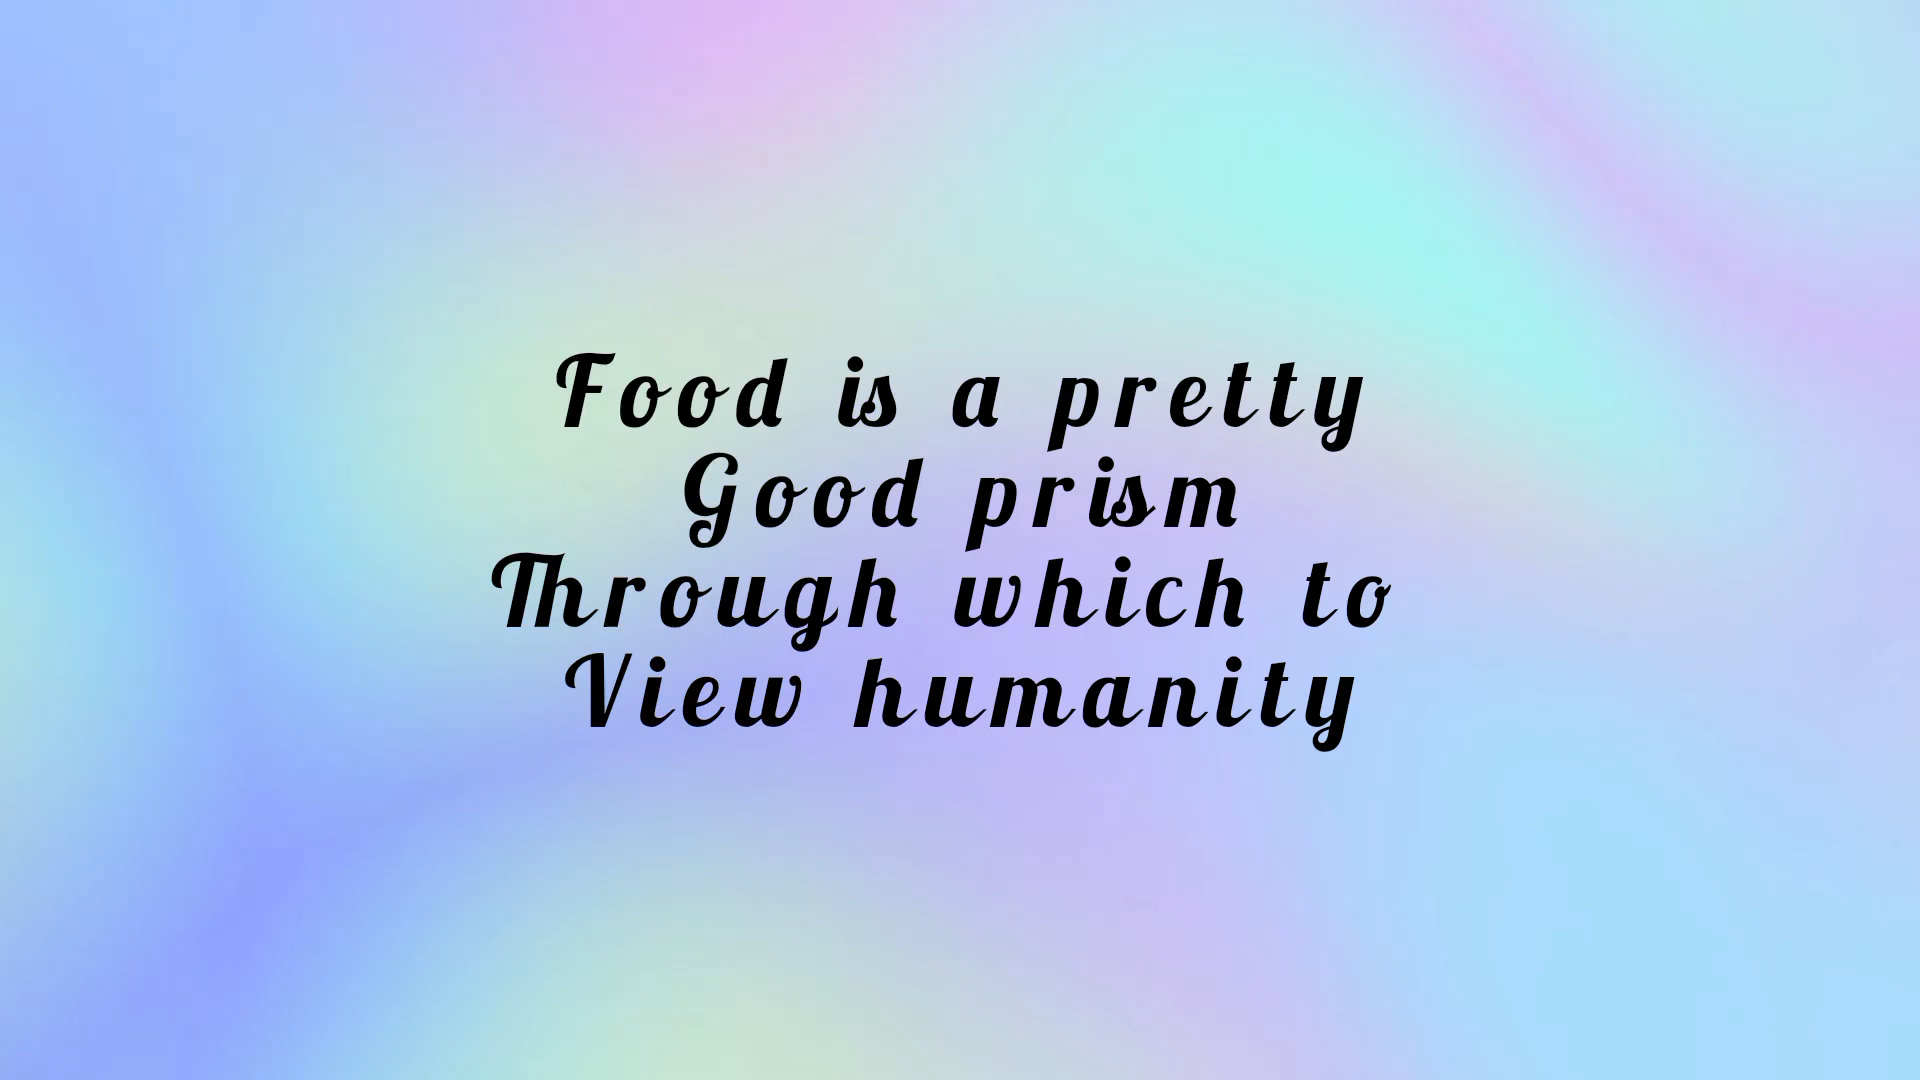 Food is a pretty
Good prism
Through which to
View humanity